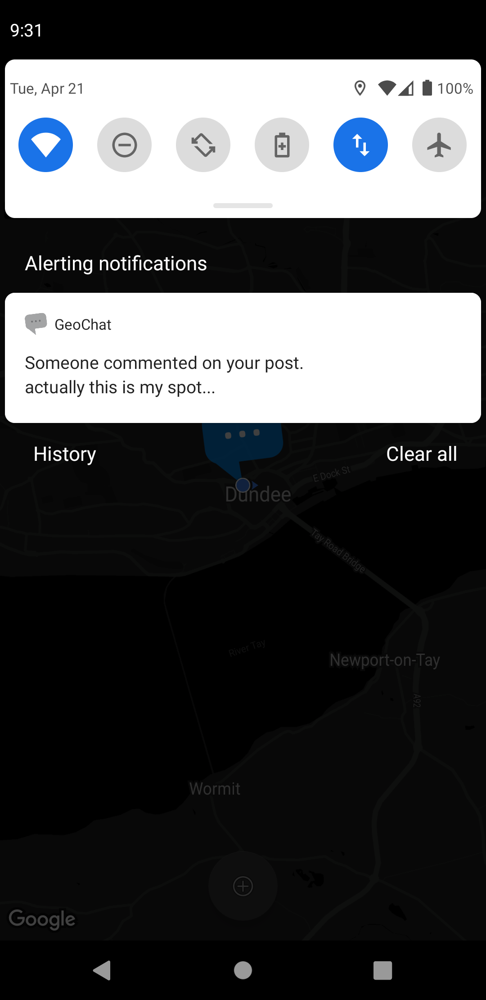 9:31
Tue, Apr 21
100%
Alerting notifications
GeoChat
Someone commented on your post.
actually this is my spot...
History
Clear all
E Dock St
Dundee
Tay Road Bridge
River Tay
Newport-on-Tay
A92
Wormit
Google